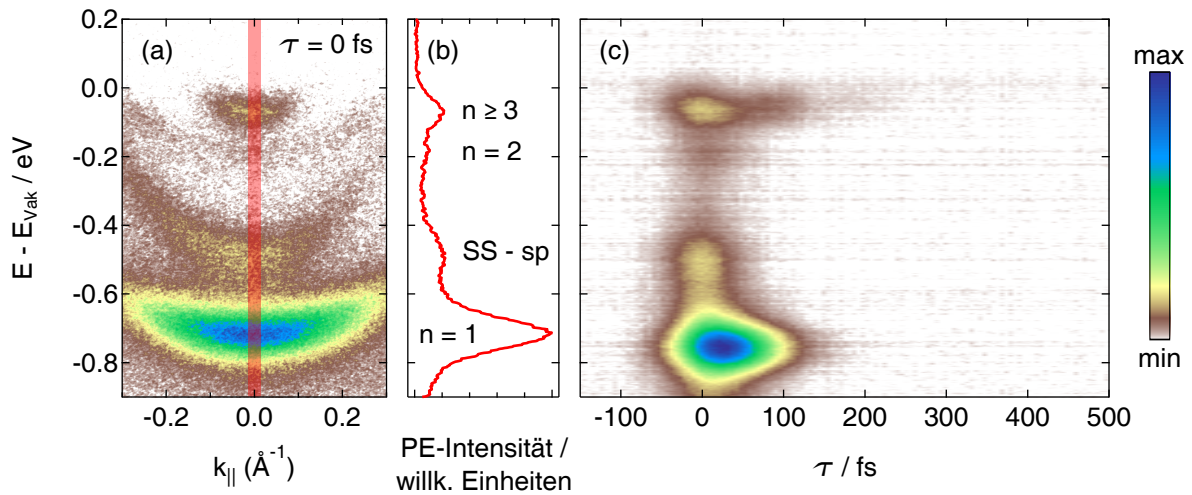 (a)
τ = 0 fs
(b)
(c)
n ≥ 3
n = 2
SS - sp
n = 1
E - E_Vak / eV
0.2
0.0
-0.2
-0.4
-0.6
-0.8
-0.2 0.0 0.2
k_|| (Å⁻¹)
PE-Intensität /
willk. Einheiten
-100 0 100 200 300 400 500
τ / fs
max
min